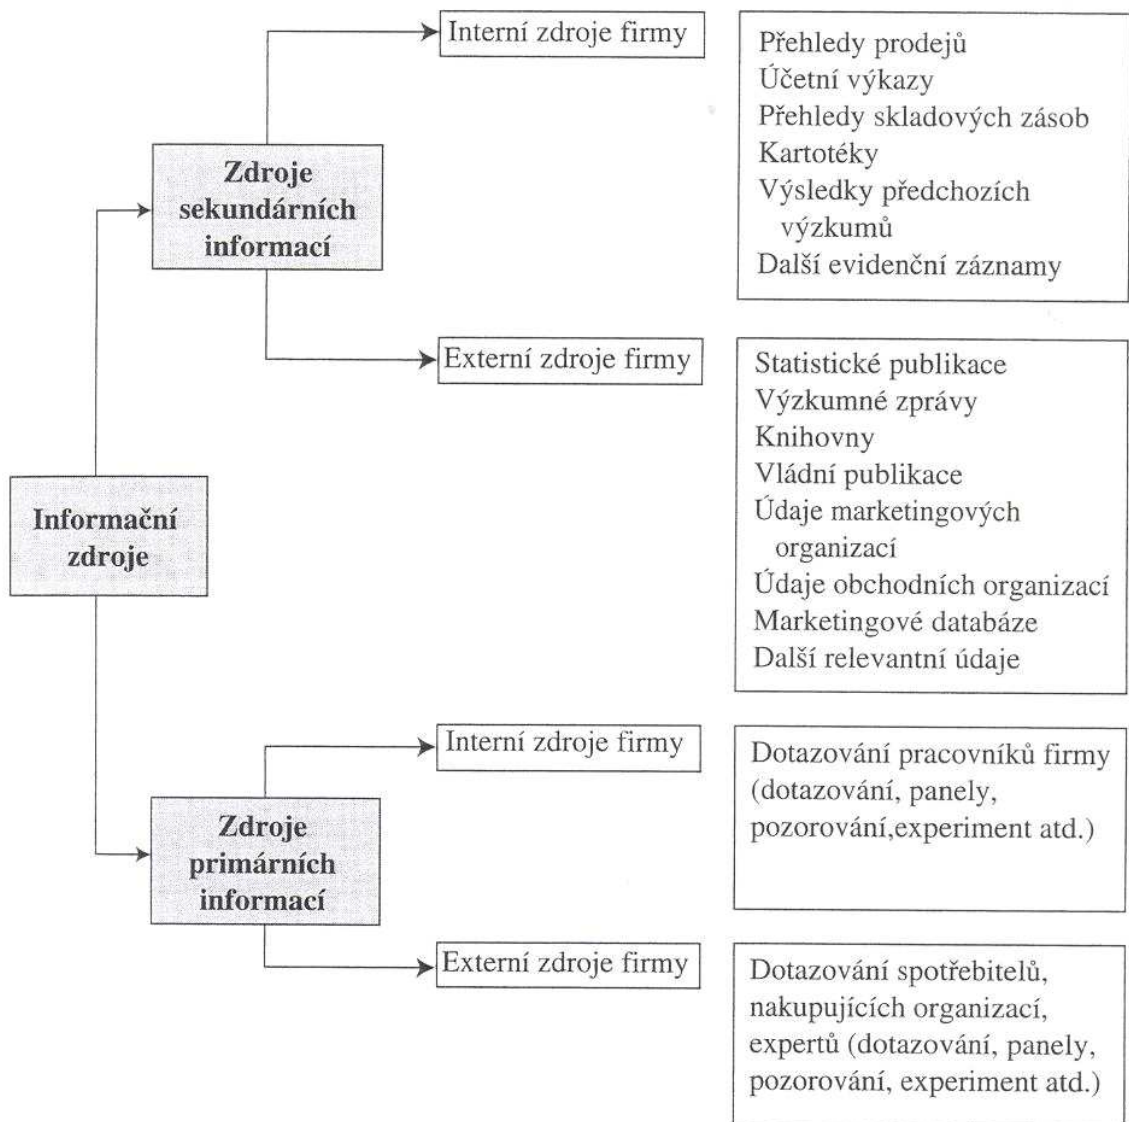 Interní zdroje firmy
Přehledy prodejů
Účetní výkazy
Přehledy skladových zásob
Kartotéky
Výsledky předchozích
výzkumů
Další evidenční záznamy
Zdroje
sekundárních
informací
Externí zdroje firmy
Statistické publikace
Výzkumné zprávy
Knihovny
Vládní publikace
Údaje marketingových
organizací
Údaje obchodních organizací
Marketingové databáze
Další relevantní údaje
Informační
zdroje
Interní zdroje firmy
Dotazování pracovníků firmy
(dotazování, panely,
pozorování,experiment atd.)
Zdroje
primárních
informací
Externí zdroje firmy
Dotazování spotřebitelů,
nakupujících organizací,
expertů (dotazování, panely,
pozorování, experiment atd.)